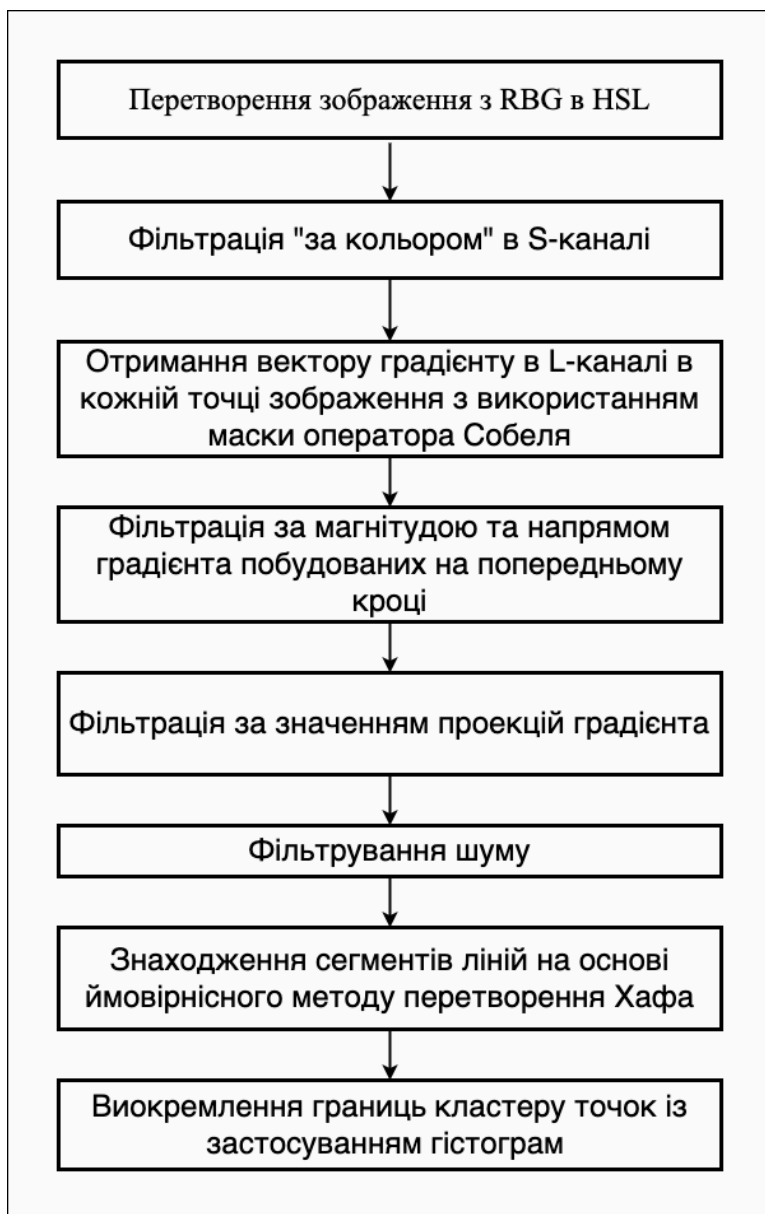 Перетворення зображення з RBG в HSL
Фільтрація "за кольором" в S-каналі
Отримання вектору градієнту в L-каналі в
кожній точці зображення з використанням
маски оператора Собеля
Фільтрація за магнітудою та напрямом
градієнта побудованих на попередньому
кроці
Фільтрація за значенням проекцій градієнта
Фільтрування шуму
Знаходження сегментів ліній на основі
ймовірнісного методу перетворення Хафа
Виокремлення границь кластеру точок із
застосуванням гістограм